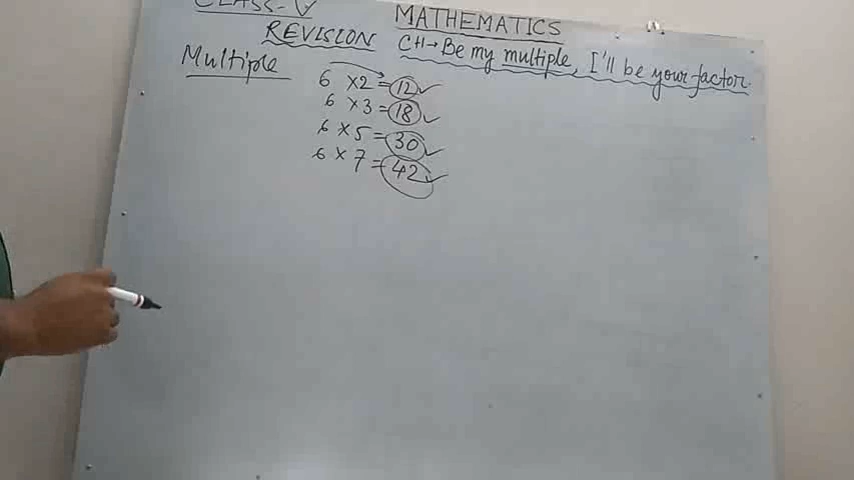 CLASS-V
MATHEMATICS
REVISION
CH→Be my multiple, I'll be your factor.
Multiple
6 ×2=12✓
6 ×3=18✓
6 ×5=30✓
6 ×7=42✓